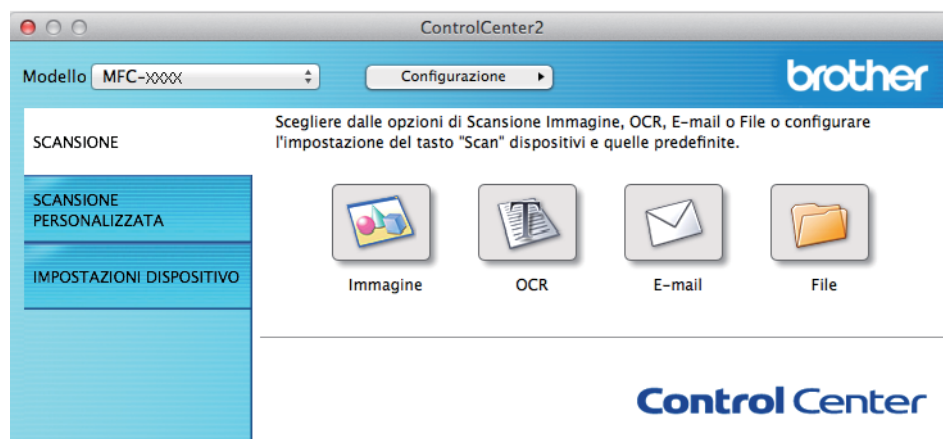 ControlCenter2
Modello MFC-XXXX Configurazione
brother
SCANSIONE
SCANSIONE
PERSONALIZZATA
IMPOSTAZIONI DISPOSITIVO
Scegliere dalle opzioni di Scansione Immagine, OCR, E-mail o File o configurare
l'impostazione del tasto "Scan" dispositivi e quelle predefinite.
Immagine OCR E-mail File
Control Center